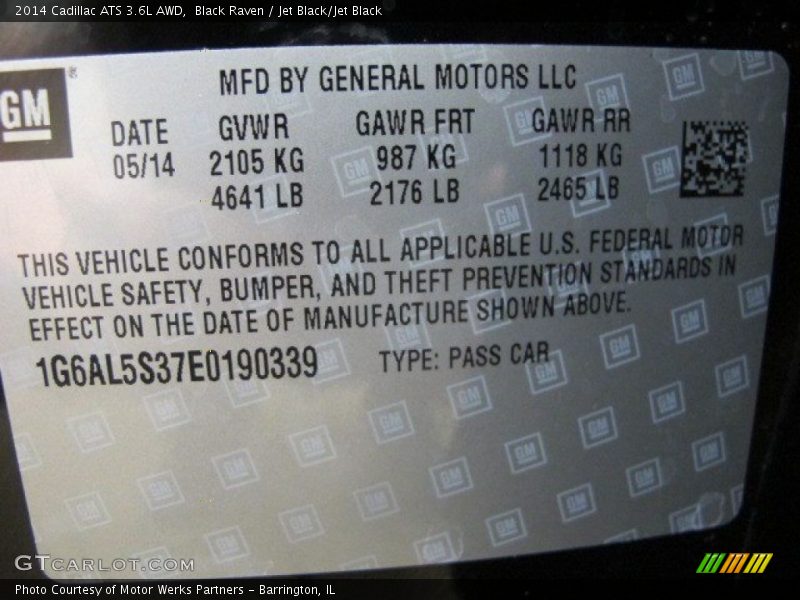 2014 Cadillac ATS 3.6L AWD,  Black Raven / Jet Black/Jet Black
GM®
MFD BY GENERAL MOTORS LLC
DATE GVWR GAWR FRT GAWR RR
05/14 2105 KG 987 KG 1118 KG
4641 LB 2176 LB 2465 LB
THIS VEHICLE CONFORMS TO ALL APPLICABLE U.S. FEDERAL MOTOR
VEHICLE SAFETY, BUMPER, AND THEFT PREVENTION STANDARDS IN
EFFECT ON THE DATE OF MANUFACTURE SHOWN ABOVE.
1G6AL5S37E0190339 TYPE: PASS CAR
GTCARLOT.COM
Photo Courtesy of Motor Werks Partners - Barrington, IL